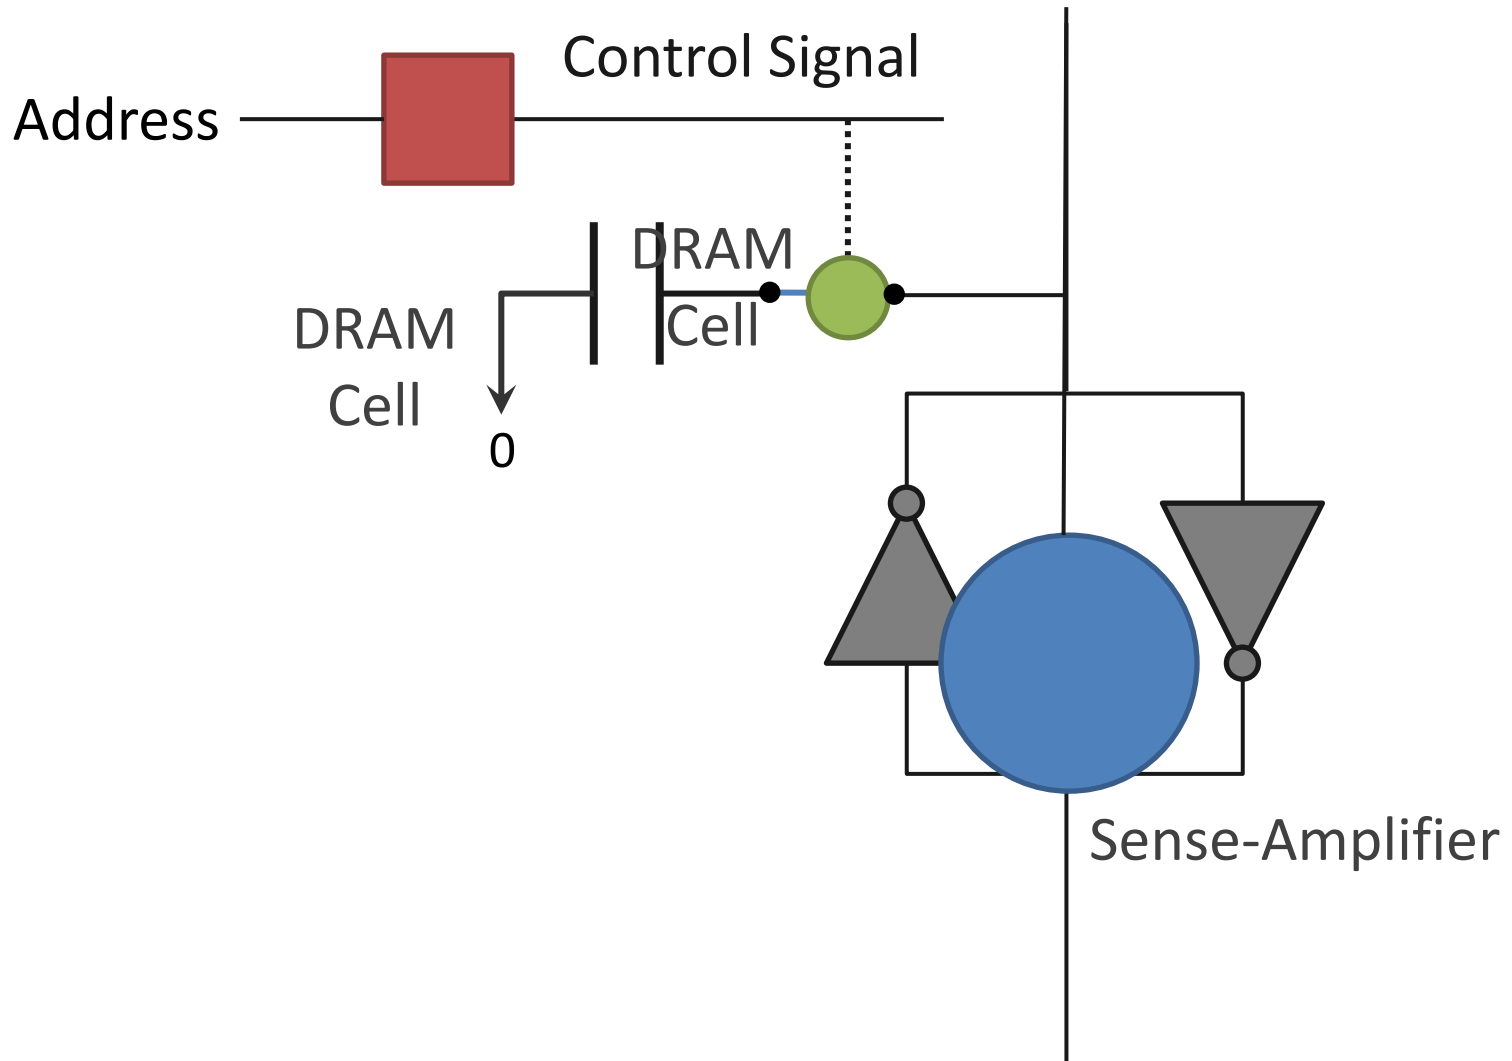 Control Signal
Address
DRAM
Cell
DRAM
Cell
0
Sense-Amplifier